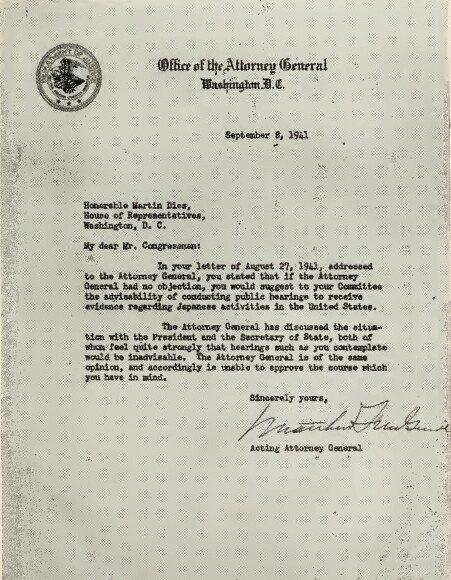 Office of the Attorney General
Washington, D.C.
September 8, 1941
Honorable Martin Dies,
House of Representatives,
Washington, D. C.
My dear Mr. Congressman:
In your letter of August 27, 1941, addressed
to the Attorney General, you stated that if the Attorney
General had no objection, you would suggest to your Committee
the advisability of conducting public hearings to receive
evidence regarding Japanese activities in the United States.
The Attorney General has discussed the situa-
tion with the President and the Secretary of State, both of
whom feel quite strongly that hearings such as you contemplate
would be inadvisable. The Attorney General is of the same
opinion, and accordingly is unable to approve the course which
you have in mind.
Sincerely yours,
Acting Attorney General